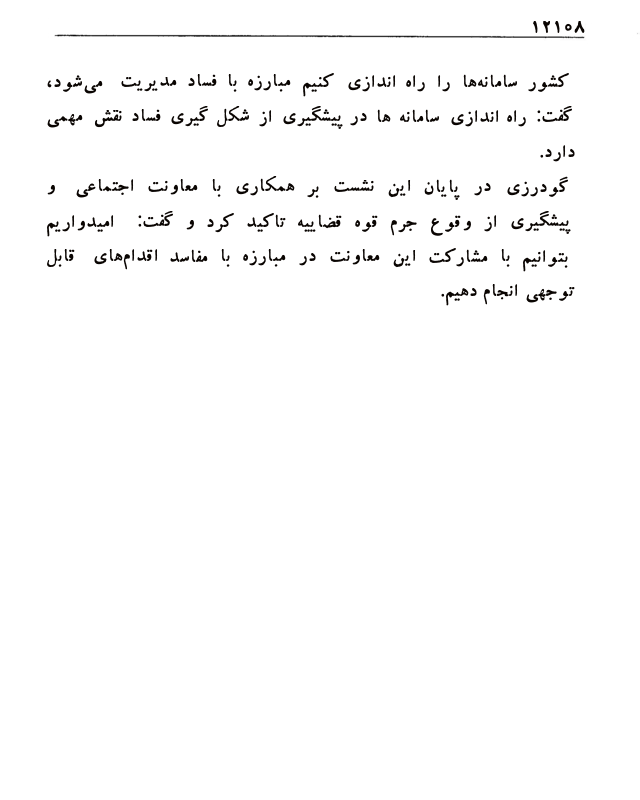 ۱۲۱۰۸
کشور سامانه‌ها را راه اندازی کنیم مبارزه با فساد مدیریت می‌شود،
گفت: راه اندازی سامانه ها در پیشگیری از شکل گیری فساد نقش مهمی
دارد.
گودرزی در پایان این نشست بر همکاری با معاونت اجتماعی و
پیشگیری از وقوع جرم قوه قضاییه تاکید کرد و گفت: امیدواریم
بتوانیم با مشارکت این معاونت در مبارزه با مفاسد اقدام‌های قابل
توجهی انجام دهیم.